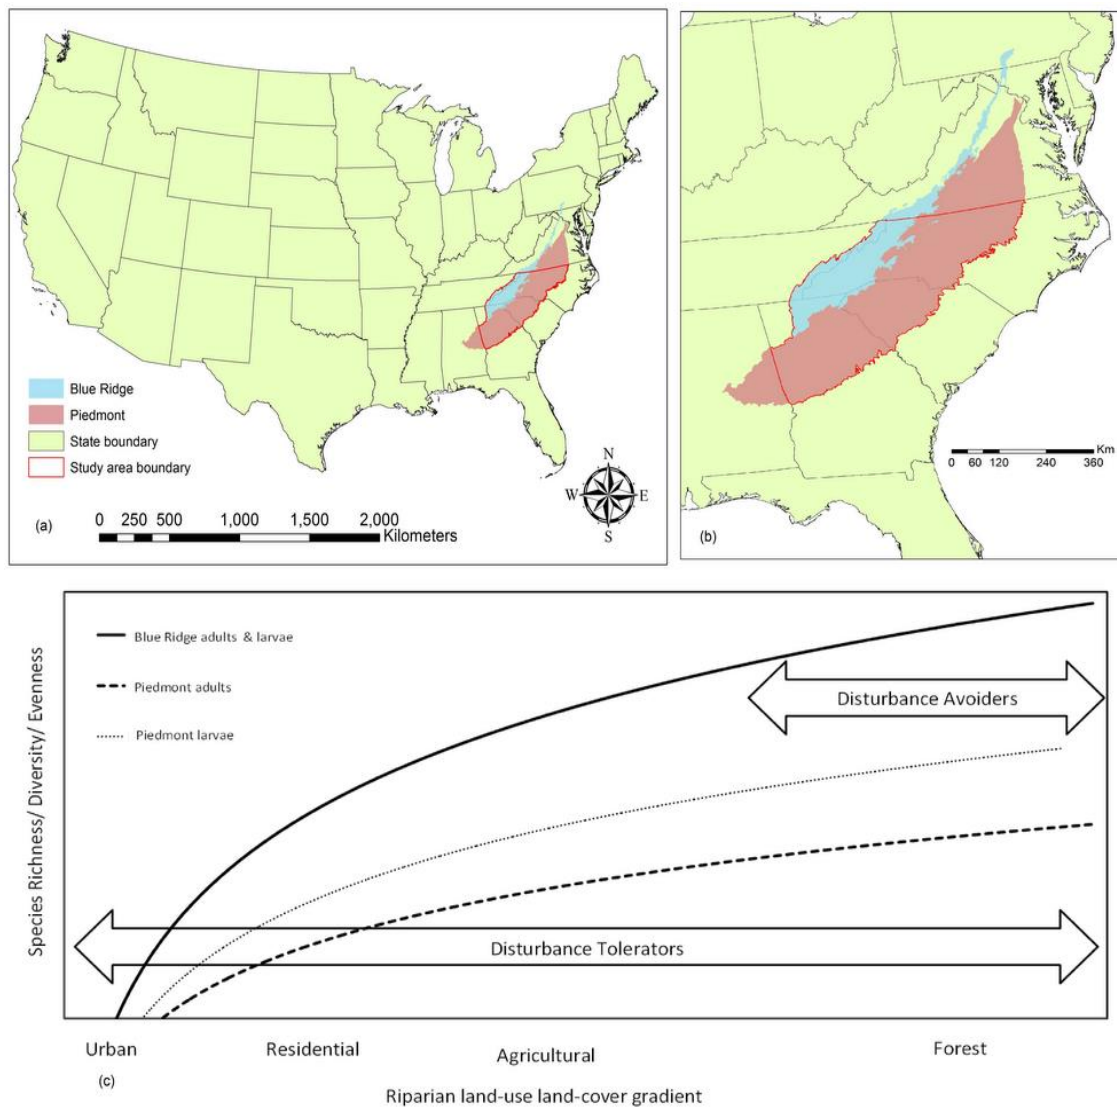 Blue Ridge
Piedmont
State boundary
Study area boundary
N
W E
S
(a)
0 250 500 1,000 1,500 2,000
Kilometers
Km
0 60 120 240 360
(b)
Blue Ridge adults & larvae
Piedmont adults
Piedmont larvae
Disturbance Avoiders
Disturbance Tolerators
Species Richness/ Diversity/ Evenness
Urban Residential Agricultural Forest
(c)
Riparian land-use land-cover gradient